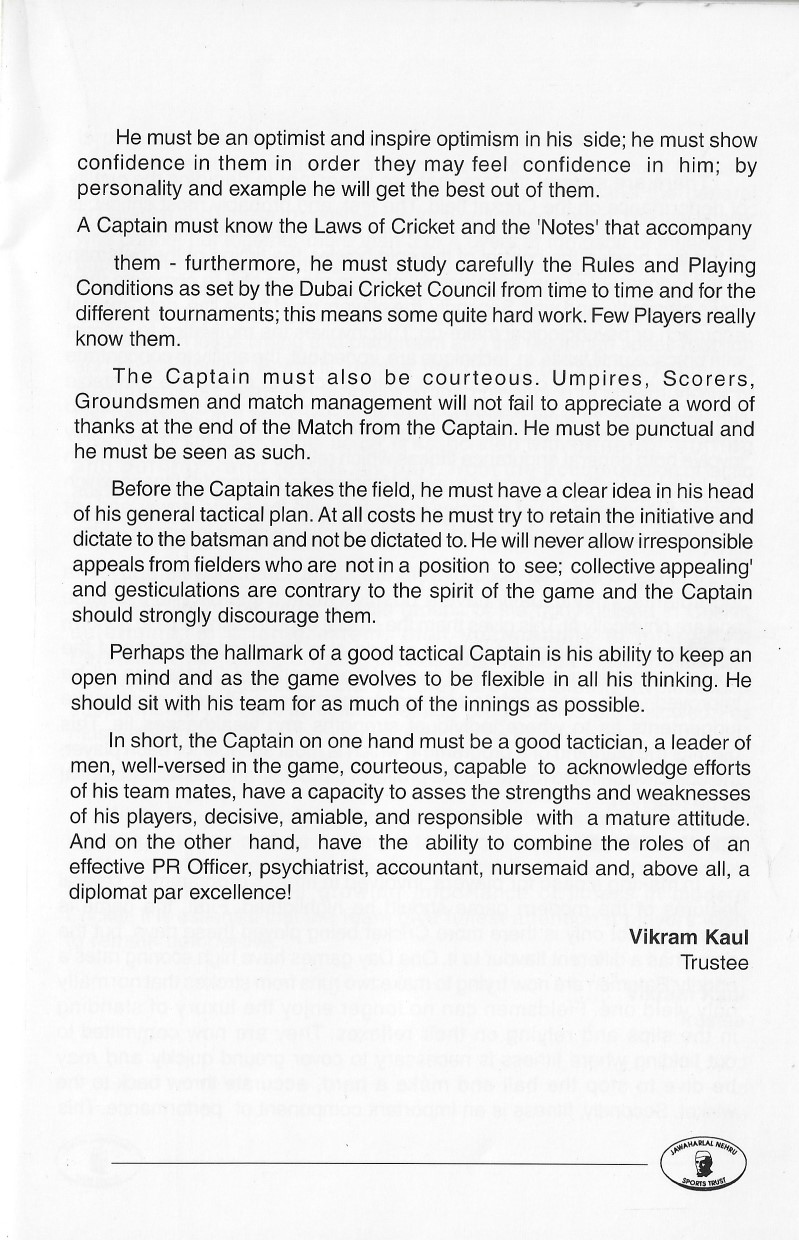 He must be an optimist and inspire optimism in his side; he must show
confidence in them in order they may feel confidence in him; by
personality and example he will get the best out of them.
A Captain must know the Laws of Cricket and the 'Notes' that accompany
them - furthermore, he must study carefully the Rules and Playing
Conditions as set by the Dubai Cricket Council from time to time and for the
different tournaments; this means some quite hard work. Few Players really
know them.
The Captain must also be courteous. Umpires, Scorers,
Groundsmen and match management will not fail to appreciate a word of
thanks at the end of the Match from the Captain. He must be punctual and
he must be seen as such.
Before the Captain takes the field, he must have a clear idea in his head
of his general tactical plan. At all costs he must try to retain the initiative and
dictate to the batsman and not be dictated to. He will never allow irresponsible
appeals from fielders who are not in a position to see; collective appealing'
and gesticulations are contrary to the spirit of the game and the Captain
should strongly discourage them.
Perhaps the hallmark of a good tactical Captain is his ability to keep an
open mind and as the game evolves to be flexible in all his thinking. He
should sit with his team for as much of the innings as possible.
In short, the Captain on one hand must be a good tactician, a leader of
men, well-versed in the game, courteous, capable to acknowledge efforts
of his team mates, have a capacity to asses the strengths and weaknesses
of his players, decisive, amiable, and responsible with a mature attitude.
And on the other hand, have the ability to combine the roles of an
effective PR Officer, psychiatrist, accountant, nursemaid and, above all, a
diplomat par excellence!
Vikram Kaul
Trustee
JAWAHARLAL NEHRU
SPORTS TRUST